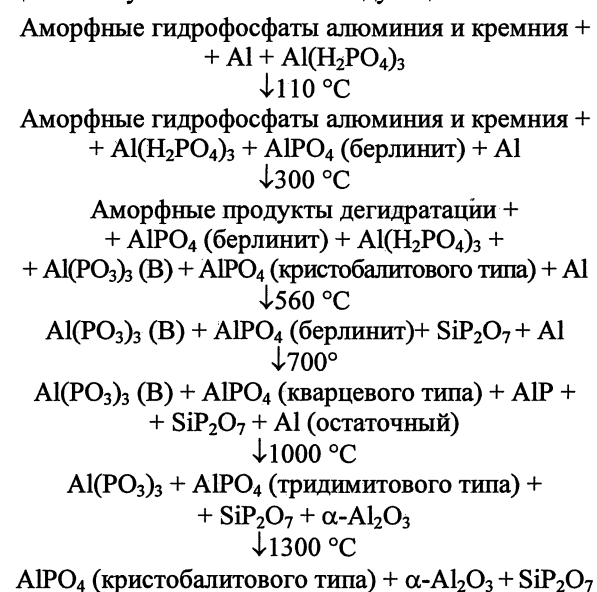 Аморфные гидрофосфаты алюминия и кремния +
+ Al + Al(H₂PO₄)₃
↓110 °C
Аморфные гидрофосфаты алюминия и кремния +
+ Al(H₂PO₄)₃ + AlPO₄ (берлинит) + Al
↓300 °C
Аморфные продукты дегидратации +
+ AlPO₄ (берлинит) + Al(H₂PO₄)₃ +
+ Al(PO₃)₃ (B) + AlPO₄ (кристобалитового типа) + Al
↓560 °C
Al(PO₃)₃ (B) + AlPO₄ (берлинит)+ SiP₂O₇ + Al
↓700°
Al(PO₃)₃ (B) + AlPO₄ (кварцевого типа) + AlP +
+ SiP₂O₇ + Al (остаточный)
↓1000 °C
Al(PO₃)₃ + AlPO₄ (тридимитового типа) +
+ SiP₂O₇ + α-Al₂O₃
↓1300 °C
AlPO₄ (кристобалитового типа) + α-Al₂O₃ + SiP₂O₇